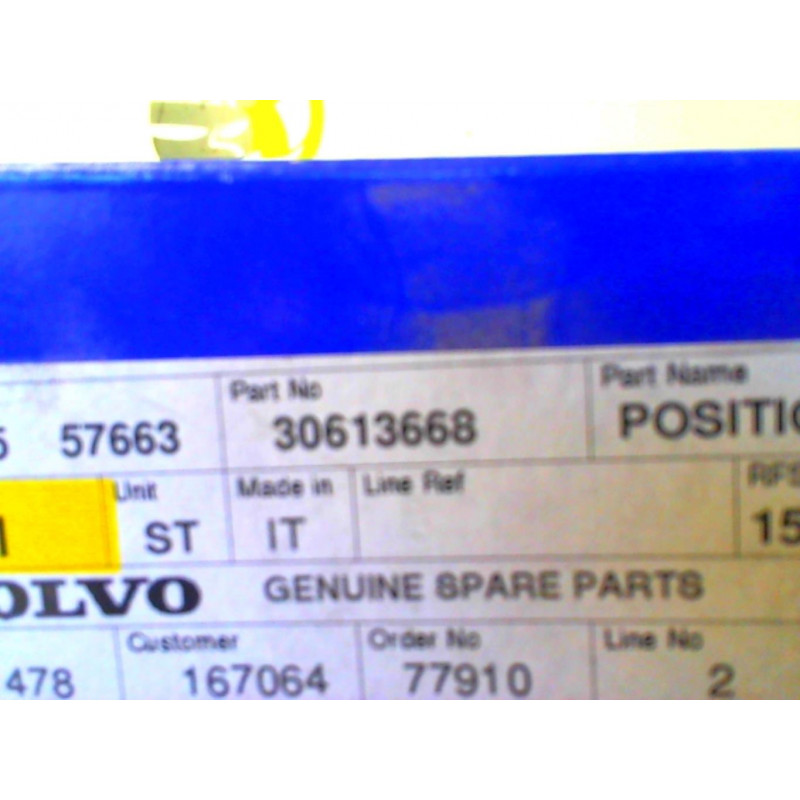 Part No Part Name
57663 30613668 POSITIO
Unit Made in Line Ref RFS
ST IT 15
OLVO GENUINE SPARE PARTS
Customer Order No Line No
478 167064 77910 2